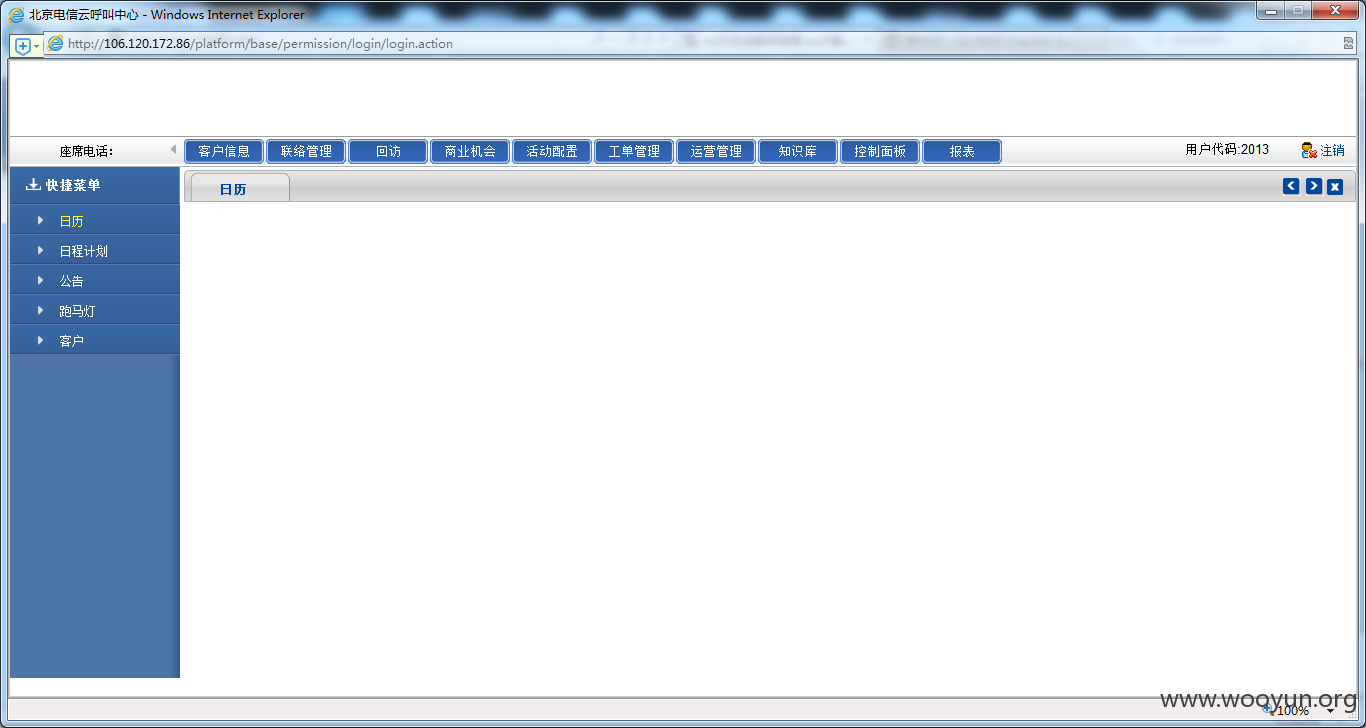 北京电信云呼叫中心 - Windows Internet Explorer
http://106.120.172.86/platform/base/permission/login/login.action
座席电话:
客户信息 联络管理 回访 商业机会 活动配置 工单管理 运营管理 知识库 控制面板 报表
用户代码:2013 注销
快捷菜单
日历
日程计划
公告
跑马灯
客户
日历
www.wooyun.org
100%